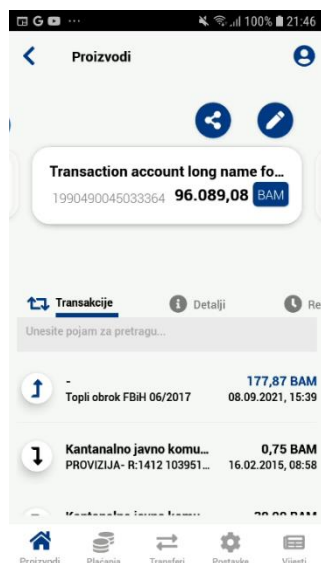 100% 21:46
Proizvodi
Transaction account long name fo...
1990490045033364 96.089,08 BAM
Transakcije Detalji Re
Unesite pojam za pretragu...
- 177,87 BAM
Topli obrok FBiH 06/2017 08.09.2021, 15:39
Kantanalno javno komu... 0,75 BAM
PROVIZIJA- R:1412 103951... 16.02.2015, 08:58
Proizvodi Plaćanja Transferi Postavke Vijesti